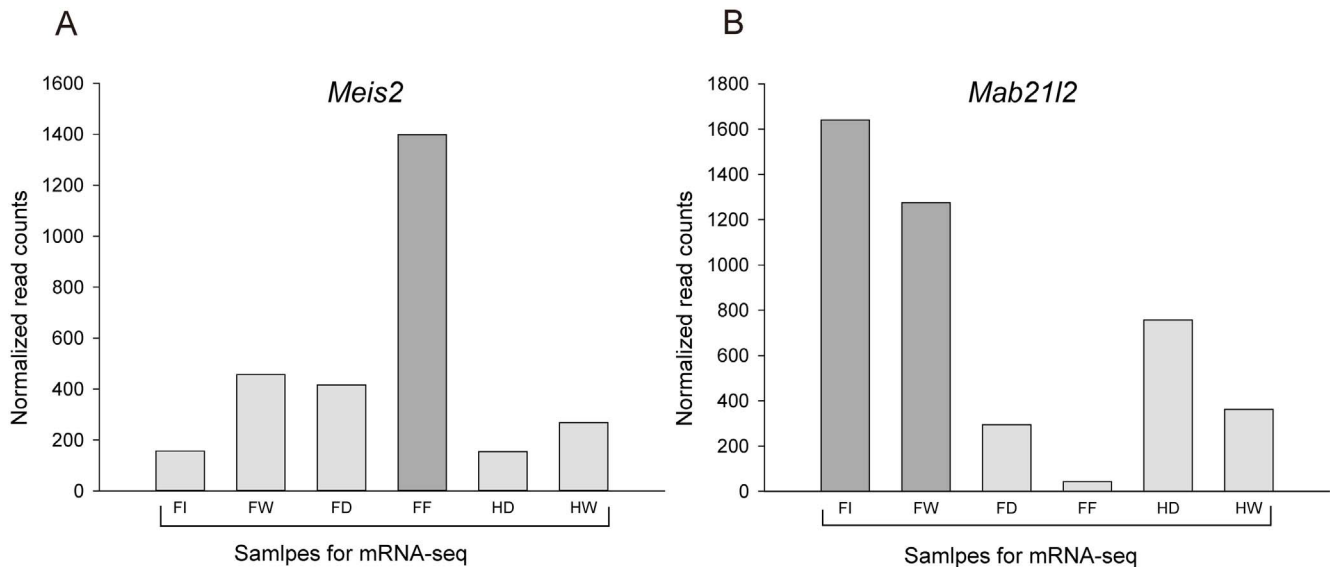 A
Meis2
Normalized read counts
1600
1400
1200
1000
800
600
400
200
0
FI FW FD FF HD HW
Samlpes for mRNA-seq
B
Mab21l2
Normalized read counts
1800
1600
1400
1200
1000
800
600
400
200
0
FI FW FD FF HD HW
Samlpes for mRNA-seq